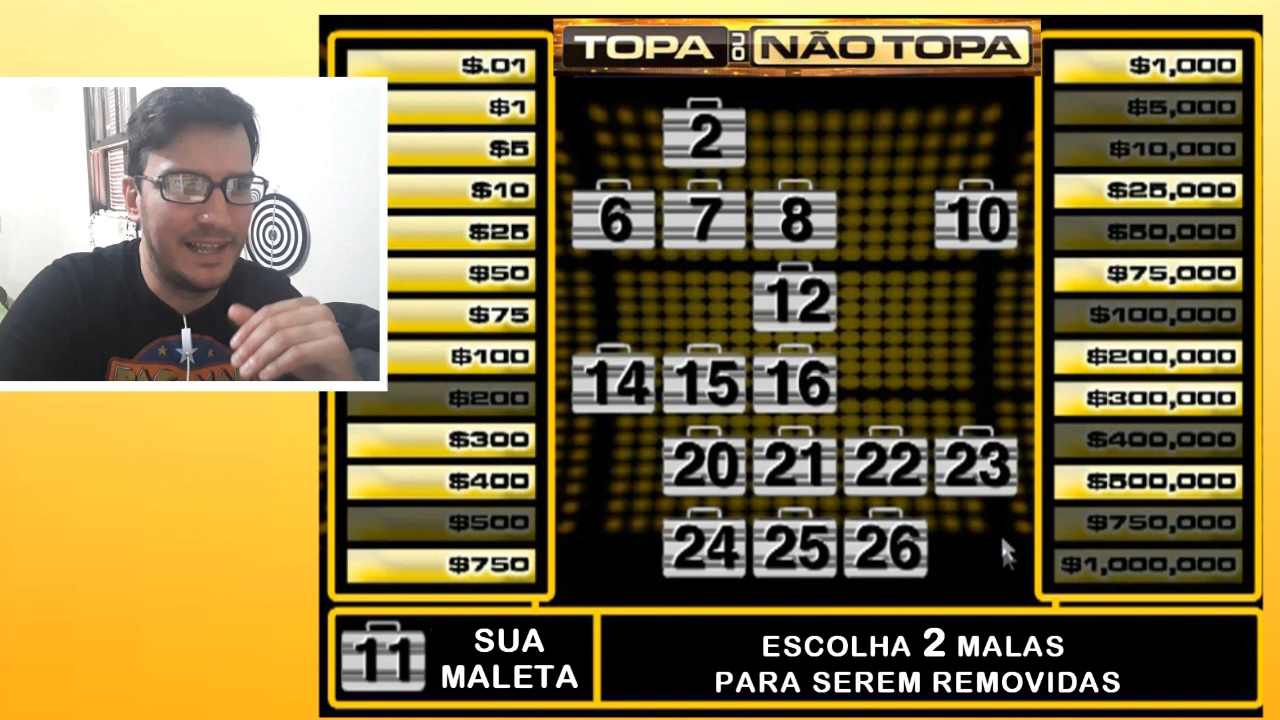 TOPA OU NÃO TOPA
$.01
$1
$5
$10
$25
$50
$75
$100
$200
$300
$400
$500
$750
2
6 7 8 10
12
14 15 16
20 21 22 23
24 25 26
$1,000
$5,000
$10,000
$25,000
$50,000
$75,000
$100,000
$200,000
$300,000
$400,000
$500,000
$750,000
$1,000,000
11
SUA
MALETA
ESCOLHA 2 MALAS
PARA SEREM REMOVIDAS
PAC-MAN